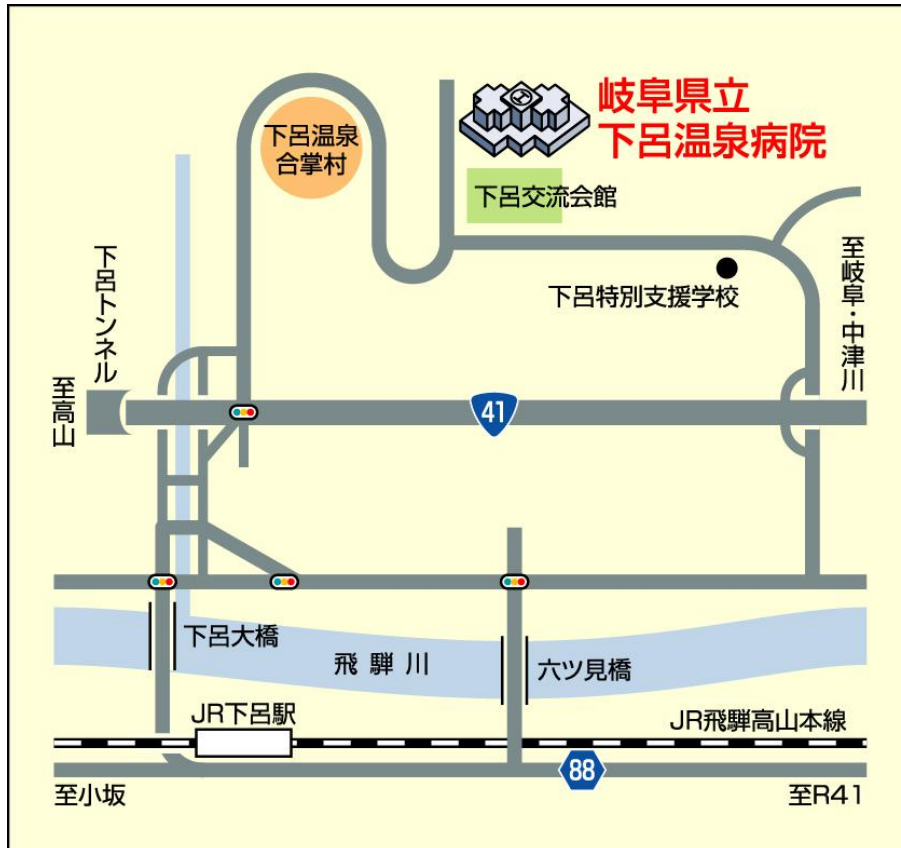 岐阜県立
下呂温泉病院
下呂温泉
合掌村
下呂交流会館
下呂特別支援学校
至岐阜・中津川
下呂トンネル
至高山
41
下呂大橋
飛騨川
六ツ見橋
JR下呂駅
JR飛騨高山本線
88
至小坂
至R41